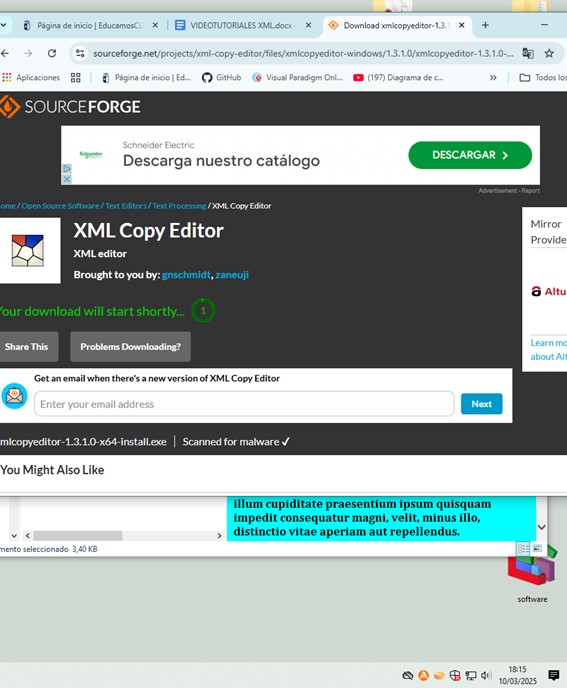 Página de inicio | EducamosCL
VIDEOTUTORIALES XML.docx
Download xmlcopyeditor-1.3.1
sourceforge.net/projects/xml-copy-editor/files/xmlcopyeditor-windows/1.3.1.0/xmlcopyeditor-1.3.1.0-...
Aplicaciones
Página de inicio | Ed...
GitHub
Visual Paradigm Onl...
(197) Diagrama de c...
»
Todos los
SOURCEFORGE
Schneider
Schneider Electric
Descarga nuestro catálogo
DESCARGAR
Advertisement - Report
ome / Open Source Software / Text Editors / Text Processing / XML Copy Editor
XML Copy Editor
XML editor
Brought to you by: gnschmidt, zaneuji
Mirror
Provide
Altu
Learn mo
about Alt
Your download will start shortly... 1
Share This
Problems Downloading?
Get an email when there's a new version of XML Copy Editor
Enter your email address
Next
mlcopyeditor-1.3.1.0-x64-install.exe | Scanned for malware ✓
You Might Also Like
illum cupiditate praesentium ipsum quisquam
impedit consequatur magni, velit, minus illo,
distinctio vitae aperiam aut repellendus.
mento seleccionado 3,40 KB
software
18:15
10/03/2025